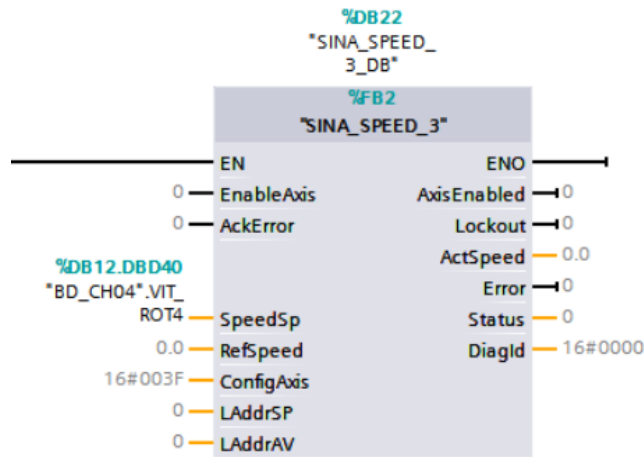 %DB22
"SINA_SPEED_
3_DB"
%FB2
"SINA_SPEED_3"
EN ENO
0 EnableAxis AxisEnabled 0
0 AckError Lockout 0
ActSpeed 0.0
%DB12.DBD40
"BD_CH04".VIT_
Error 0
ROT4 SpeedSp Status 0
0.0 RefSpeed DiagId 16#0000
16#003F ConfigAxis
0 LAddrSP
0 LAddrAV